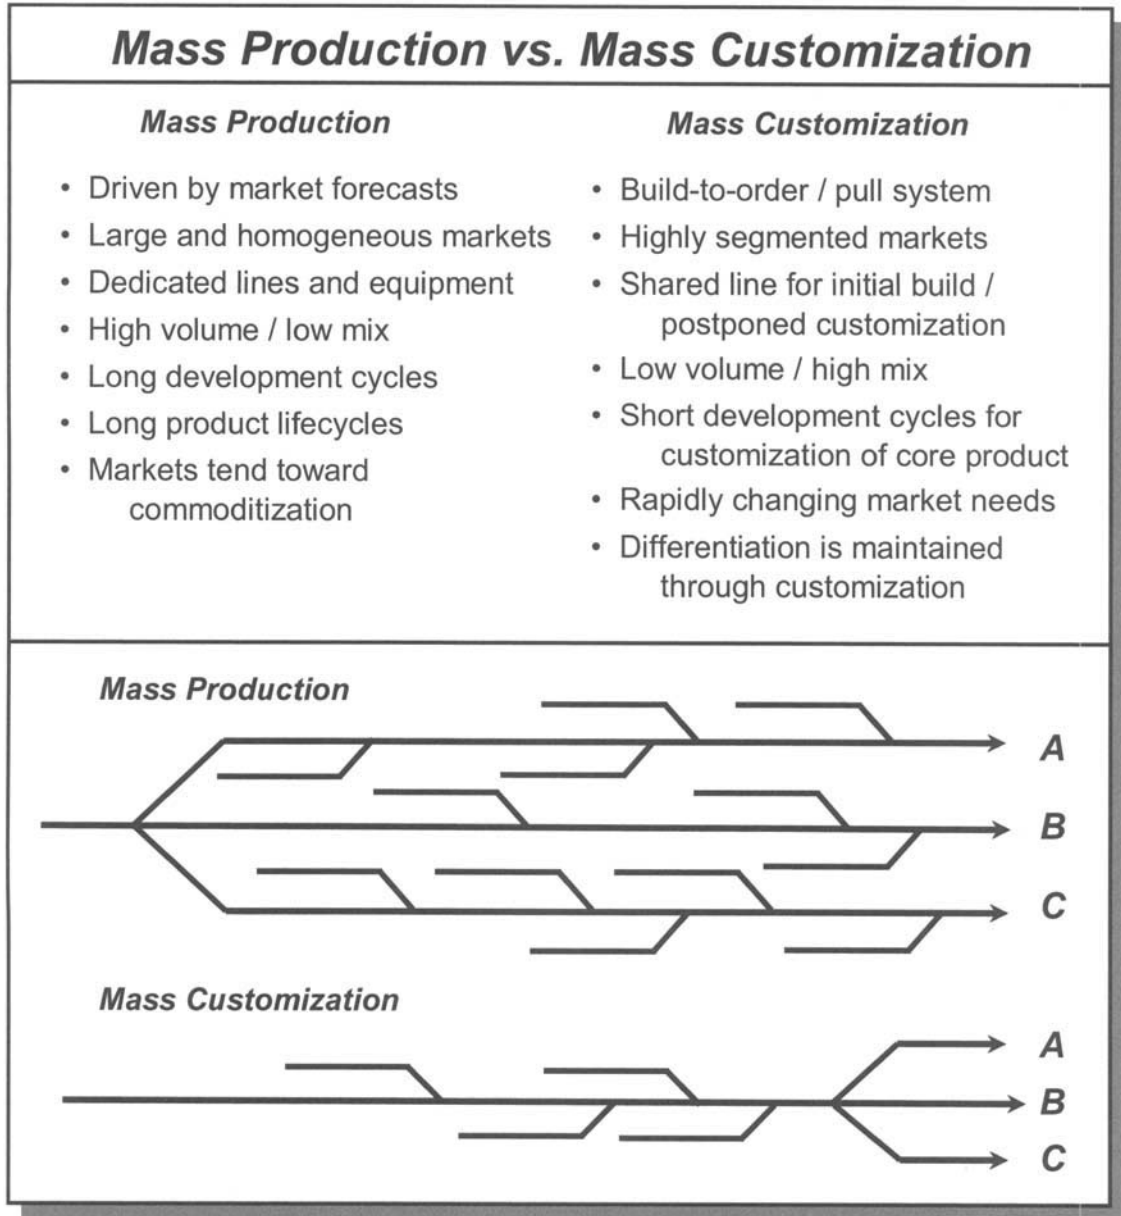 Mass Production vs. Mass Customization
Mass Production
• Driven by market forecasts
• Large and homogeneous markets
• Dedicated lines and equipment
• High volume / low mix
• Long development cycles
• Long product lifecycles
• Markets tend toward
commoditization
Mass Customization
• Build-to-order / pull system
• Highly segmented markets
• Shared line for initial build /
postponed customization
• Low volume / high mix
• Short development cycles for
customization of core product
• Rapidly changing market needs
• Differentiation is maintained
through customization
Mass Production
A
B
C
Mass Customization
A
B
C